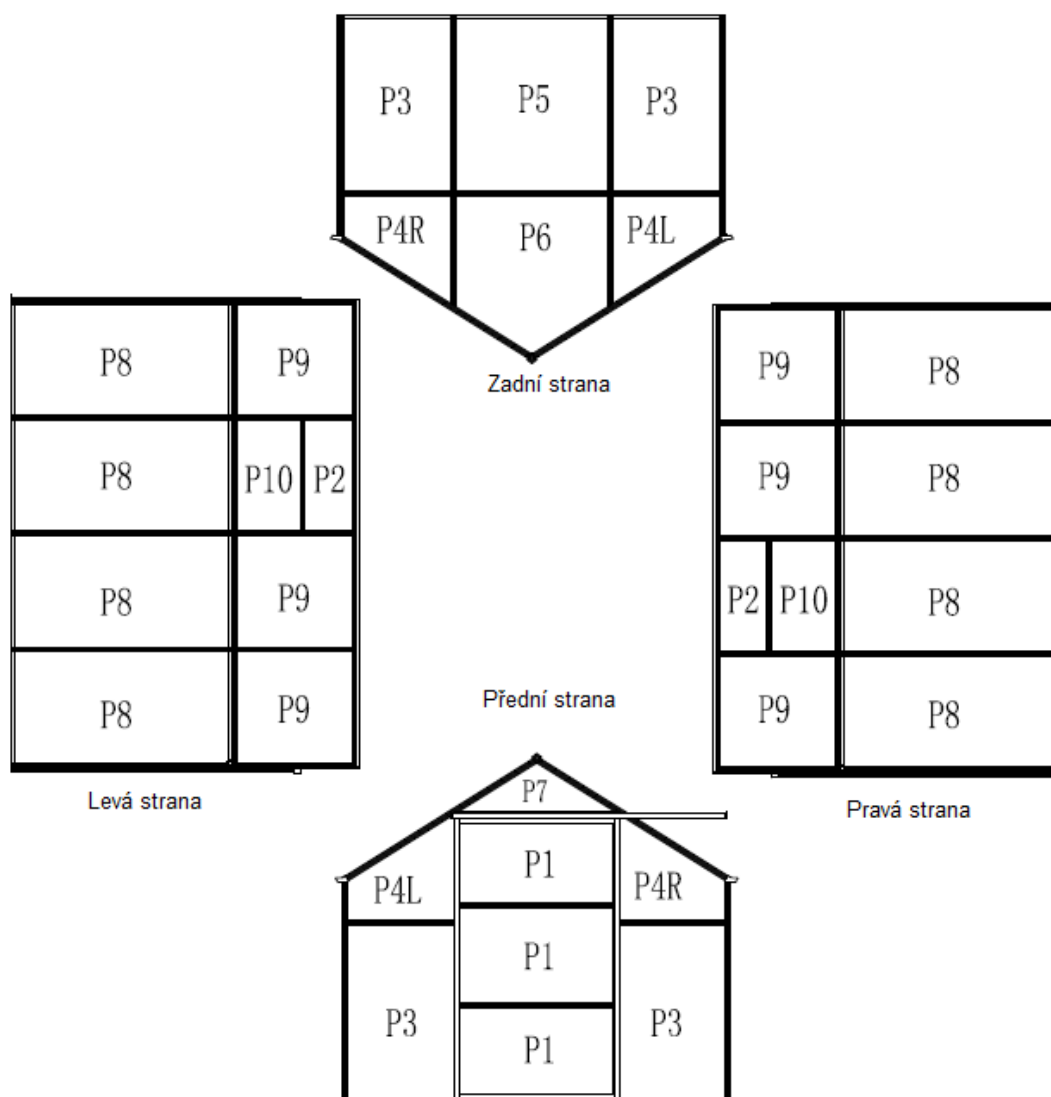 P3 P5 P3
P4R P6 P4L
Zadní strana
P8 P9
P8 P10 P2
P8 P9
P8 P9
Levá strana
P9 P8
P9 P8
P2 P10 P8
P9 P8
Pravá strana
Přední strana
P7
P1
P4L P4R
P1
P3 P3
P1